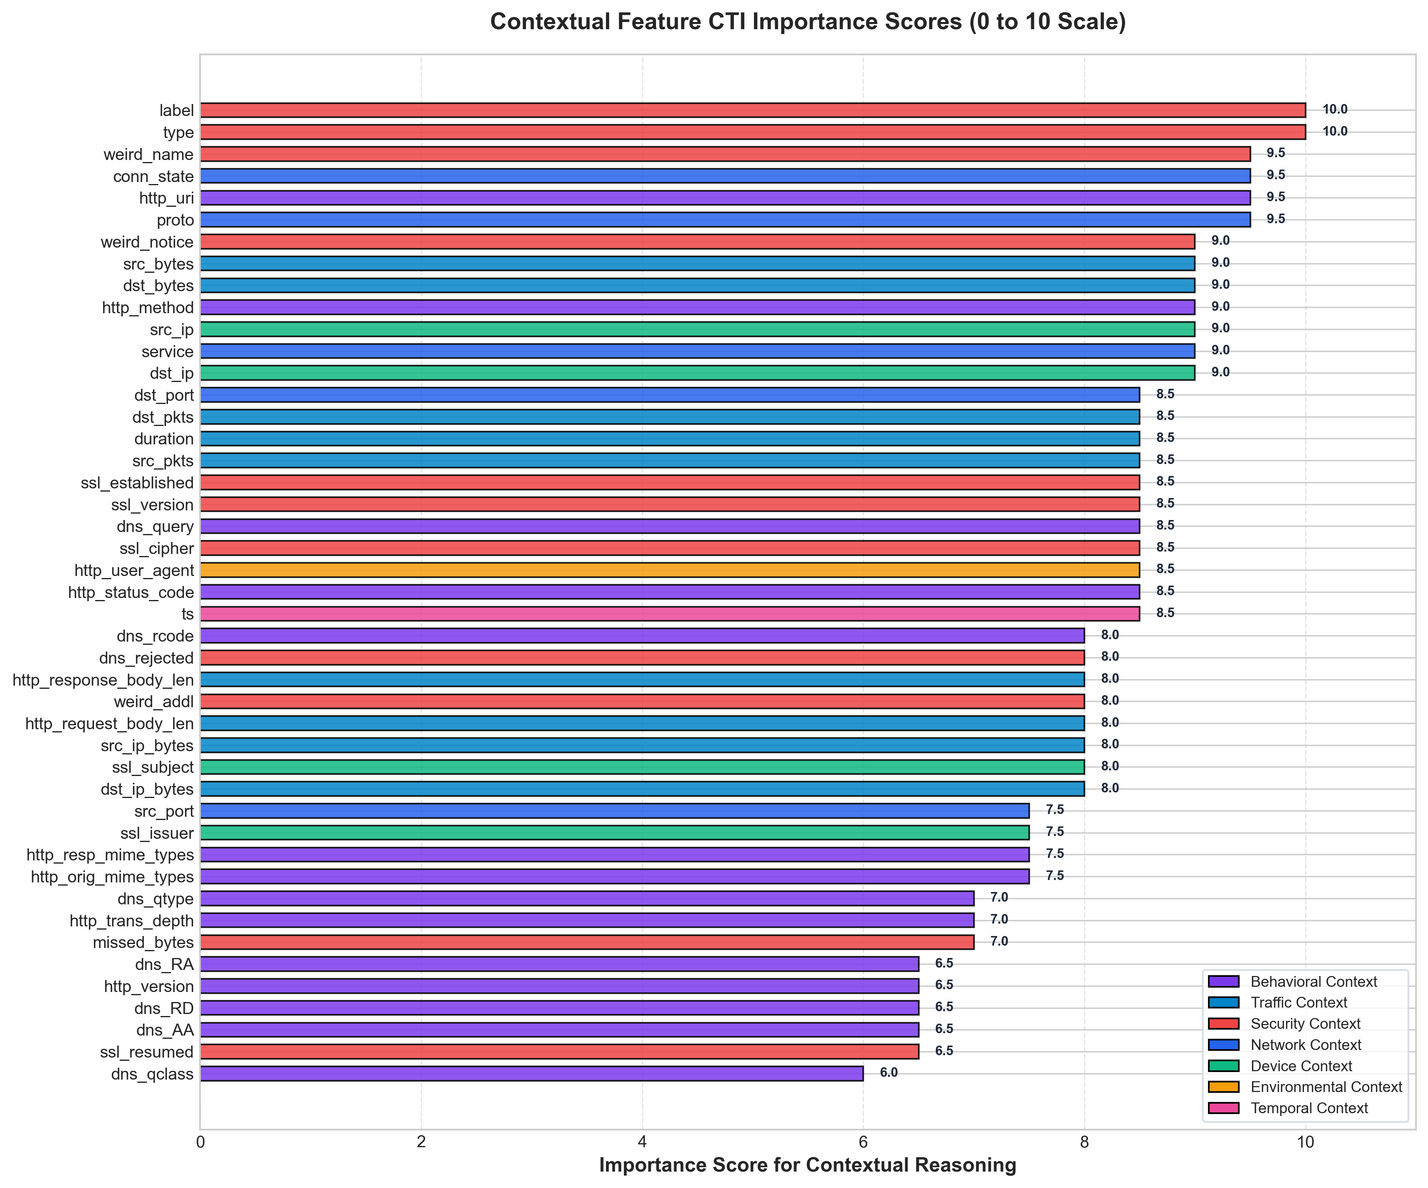 Contextual Feature CTI Importance Scores (0 to 10 Scale)
label 10.0
type 10.0
weird_name 9.5
conn_state 9.5
http_uri 9.5
proto 9.5
weird_notice 9.0
src_bytes 9.0
dst_bytes 9.0
http_method 9.0
src_ip 9.0
service 9.0
dst_ip 9.0
dst_port 8.5
dst_pkts 8.5
duration 8.5
src_pkts 8.5
ssl_established 8.5
ssl_version 8.5
dns_query 8.5
ssl_cipher 8.5
http_user_agent 8.5
http_status_code 8.5
ts 8.5
dns_rcode 8.0
dns_rejected 8.0
http_response_body_len 8.0
weird_addl 8.0
http_request_body_len 8.0
src_ip_bytes 8.0
ssl_subject 8.0
dst_ip_bytes 8.0
src_port 7.5
ssl_issuer 7.5
http_resp_mime_types 7.5
http_orig_mime_types 7.5
dns_qtype 7.0
http_trans_depth 7.0
missed_bytes 7.0
dns_RA 6.5
http_version 6.5
dns_RD 6.5
dns_AA 6.5
ssl_resumed 6.5
dns_qclass 6.0
Behavioral Context
Traffic Context
Security Context
Network Context
Device Context
Environmental Context
Temporal Context
0 2 4 6 8 10
Importance Score for Contextual Reasoning